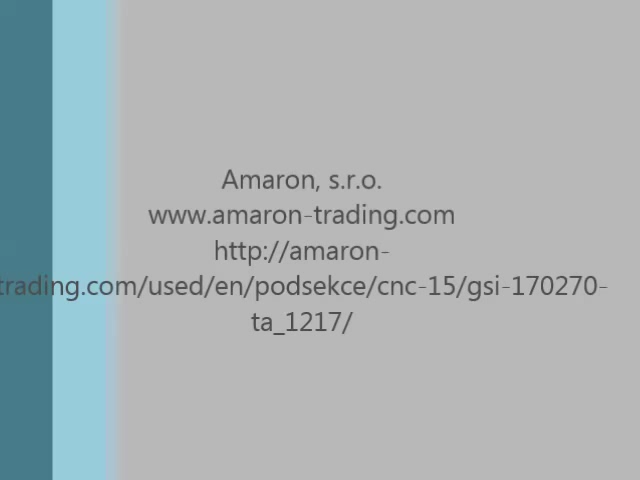 Amaron, s.r.o.
www.amaron-trading.com
http://amaron-
trading.com/used/en/podsekce/cnc-15/gsi-170270-
ta_1217/